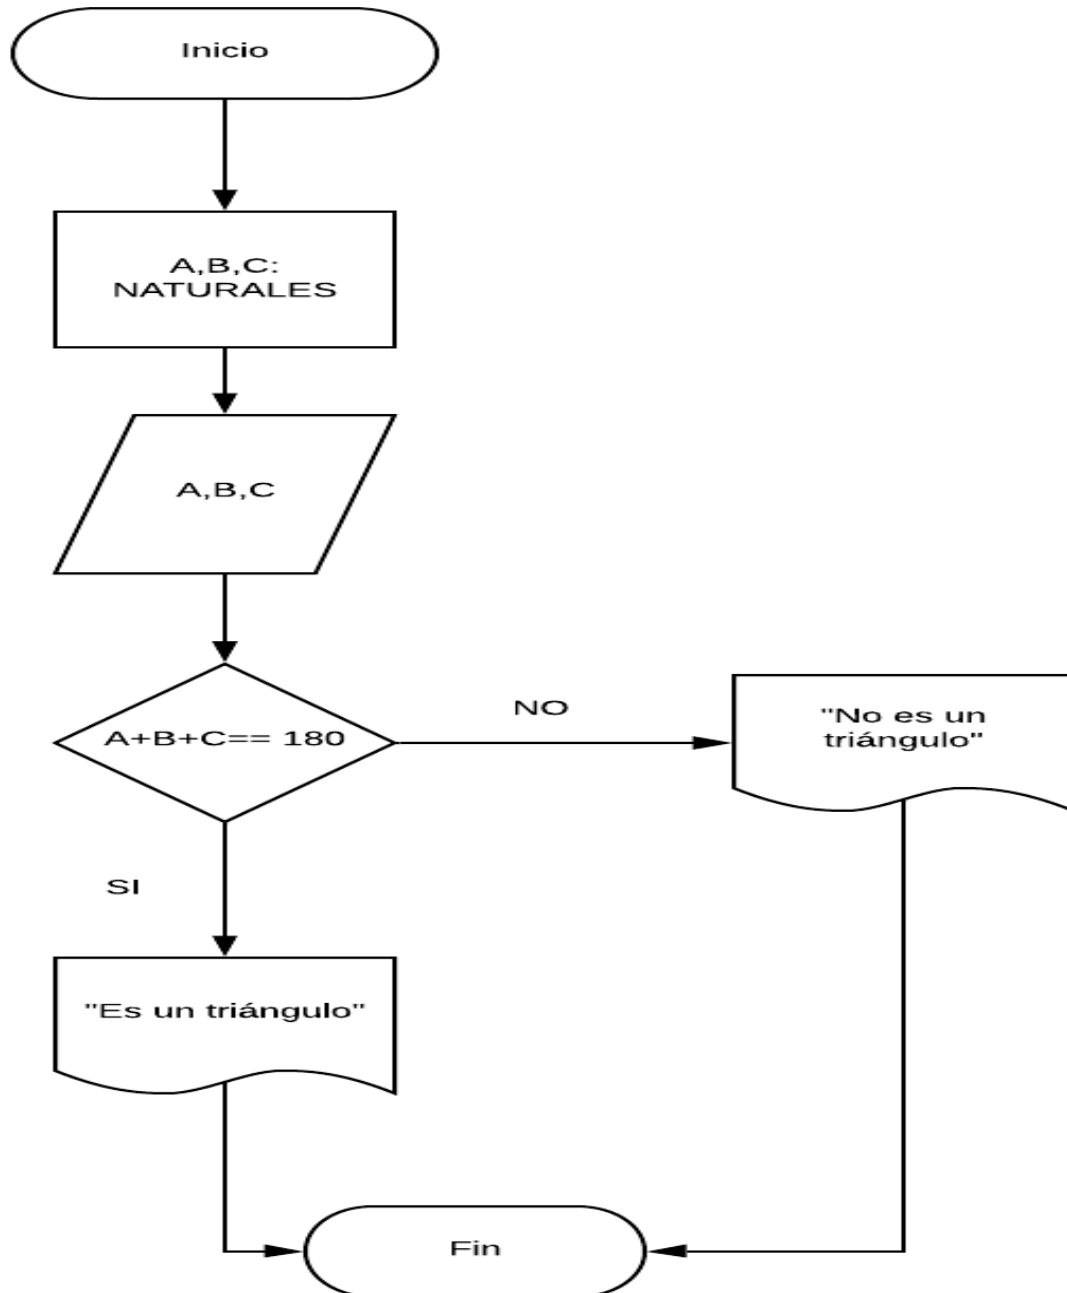 Inicio
A,B,C:
NATURALES
A,B,C
A+B+C== 180
NO
"No es un
triángulo"
SI
"Es un triángulo"
Fin